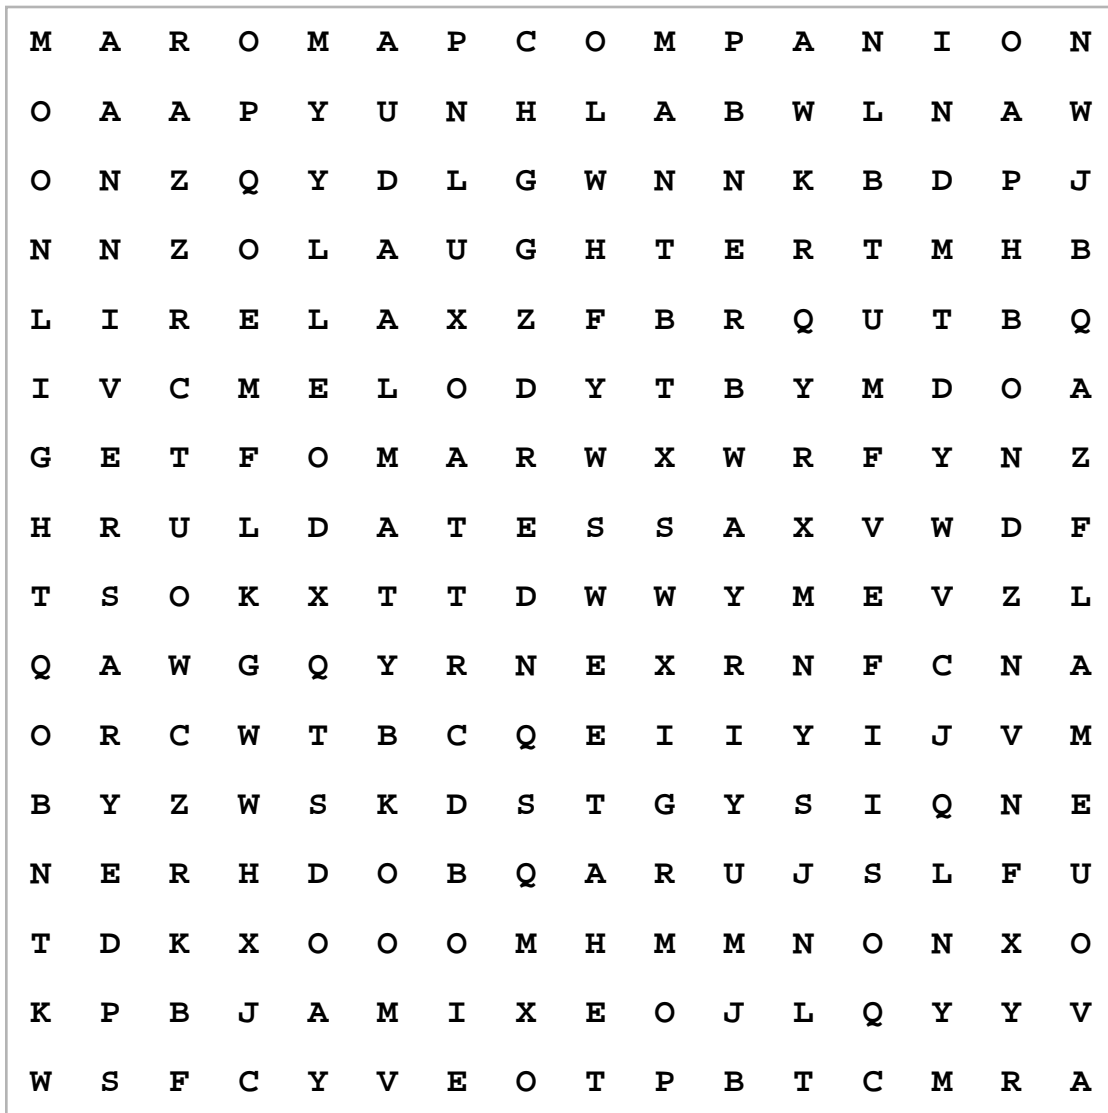 M A R O M A P C O M P A N I O N
O A A P Y U N H L A B W L N A W
O N Z Q Y D L G W N N K B D P J
N N Z O L A U G H T E R T M H B
L I R E L A X Z F B R Q U T B Q
I V C M E L O D Y T B Y M D O A
G E T F O M A R W X W R F Y N Z
H R U L D A T E S S A X V W D F
T S O K X T T D W W Y M E V Z L
Q A W G Q Y R N E X R N F C N A
O R C W T B C Q E I I Y I J V M
B Y Z W S K D S T G Y S I Q N E
N E R H D O B Q A R U J S L F U
T D K X O O O M H M M N O N X O
K P B J A M I X E O J L Q Y Y V
W S F C Y V E O T P B T C M R A